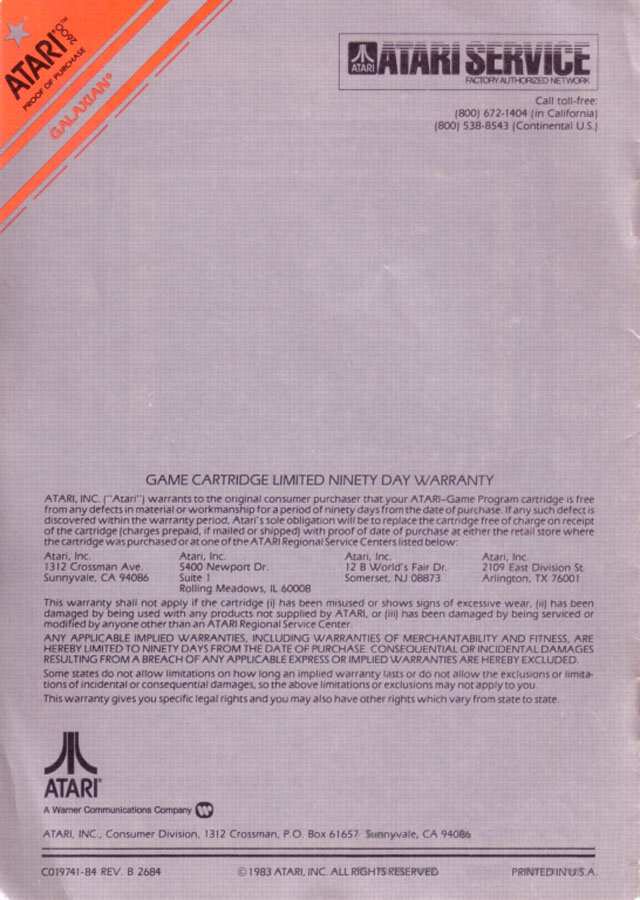 ATARI 2600™
PROOF OF PURCHASE
GALAXIAN®
ATARI
ATARI SERVICE
FACTORY AUTHORIZED NETWORK
Call toll-free:
(800) 672-1404 (in California)
(800) 538-8543 (Continental U.S.)
GAME CARTRIDGE LIMITED NINETY DAY WARRANTY
ATARI, INC. ("Atari") warrants to the original consumer purchaser that your ATARI-Game Program cartridge is free
from any defects in material or workmanship for a period of ninety days from the date of purchase. If any such defect is
discovered within the warranty period, Atari's sole obligation will be to replace the cartridge free of charge on receipt
of the cartridge (charges prepaid, if mailed or shipped) with proof of date of purchase at either the retail store where
the cartridge was purchased or at one of the ATARI Regional Service Centers listed below:
Atari, Inc.
1312 Crossman Ave.
Sunnyvale, CA 94086
Atari, Inc.
5400 Newport Dr.
Suite 1
Rolling Meadows, IL 60008
Atari, Inc.
12 B World's Fair Dr.
Somerset, NJ 08873
Atari, Inc.
2109 East Division St.
Arlington, TX 76001
This warranty shall not apply if the cartridge (i) has been misused or shows signs of excessive wear, (ii) has been
damaged by being used with any products not supplied by ATARI, or (iii) has been damaged by being serviced or
modified by anyone other than an ATARI Regional Service Center.
ANY APPLICABLE IMPLIED WARRANTIES, INCLUDING WARRANTIES OF MERCHANTABILITY AND FITNESS, ARE
HEREBY LIMITED TO NINETY DAYS FROM THE DATE OF PURCHASE. CONSEQUENTIAL OR INCIDENTAL DAMAGES
RESULTING FROM A BREACH OF ANY APPLICABLE EXPRESS OR IMPLIED WARRANTIES ARE HEREBY EXCLUDED.
Some states do not allow limitations on how long an implied warranty lasts or do not allow the exclusions or limita-
tions of incidental or consequential damages, so the above limitations or exclusions may not apply to you.
This warranty gives you specific legal rights and you may also have other rights which vary from state to state.
ATARI®
A Warner Communications Company
ATARI, INC., Consumer Division, 1312 Crossman, P.O. Box 61657, Sunnyvale, CA 94086
C019741-84 REV. B 2684
© 1983 ATARI, INC. ALL RIGHTS RESERVED
PRINTED IN U.S.A.